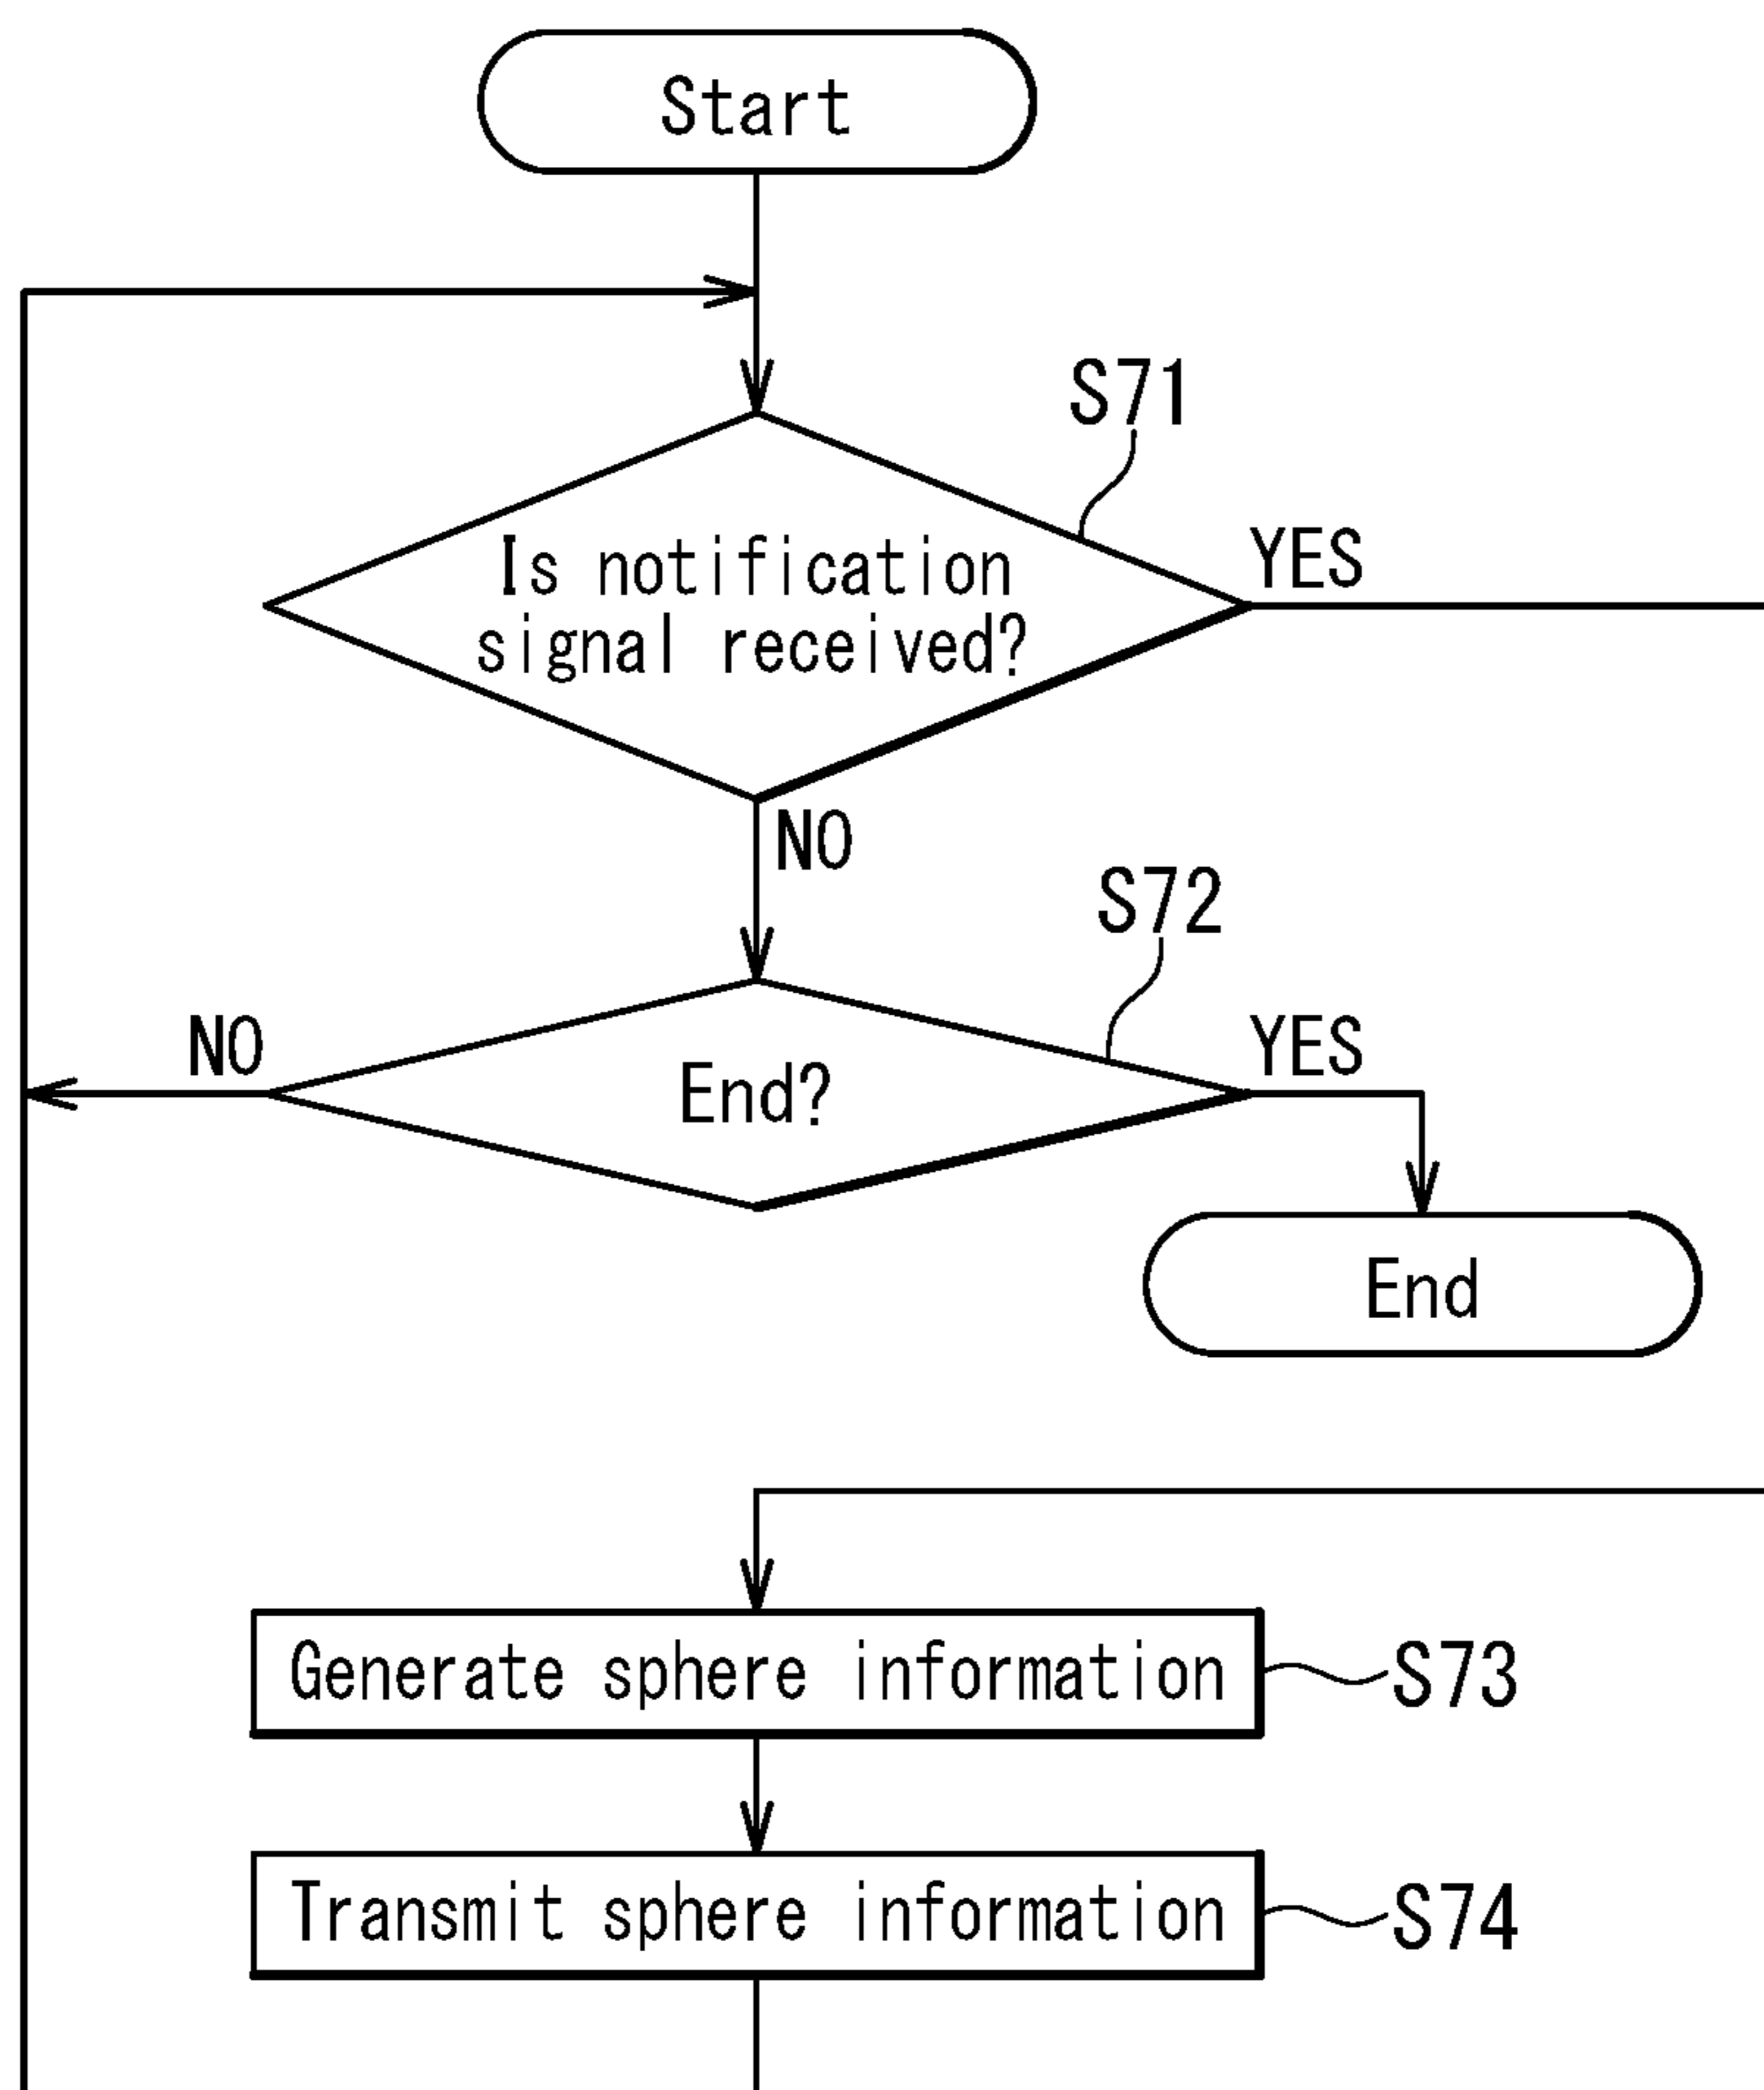 Start
S71
Is notification
signal received?
YES
NO
S72
NO
End?
YES
End
Generate sphere information
S73
Transmit sphere information
S74